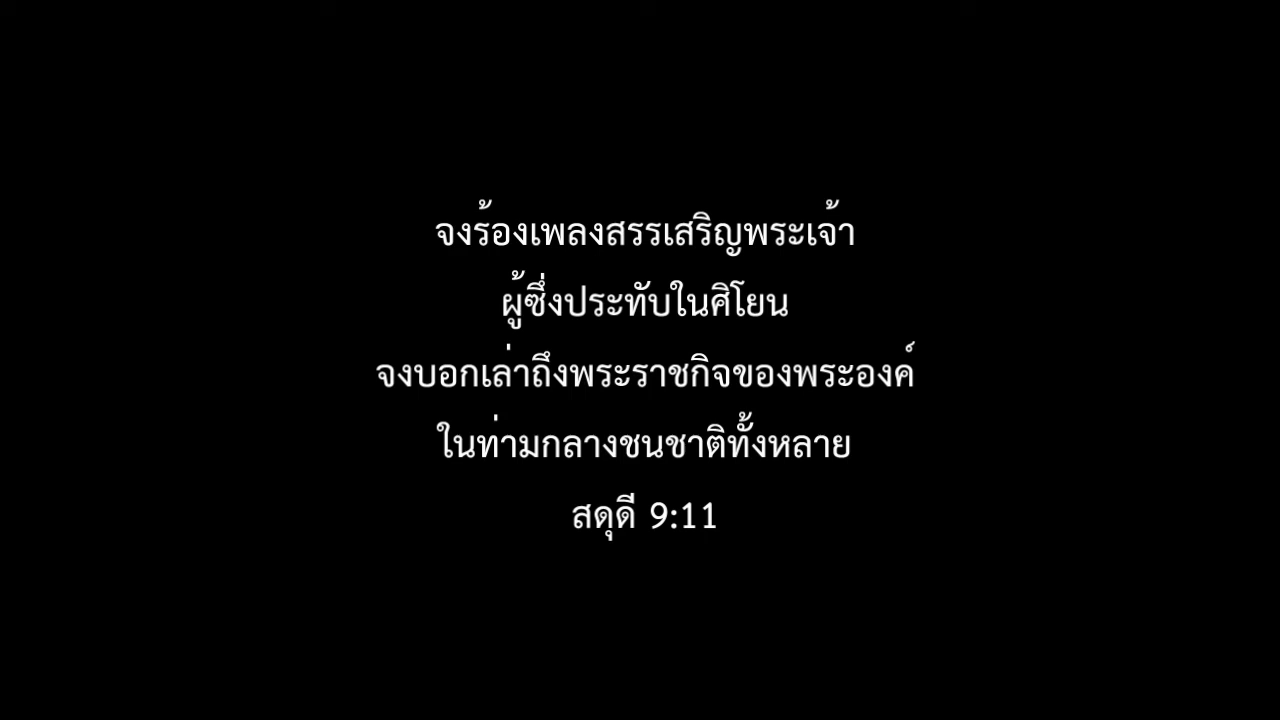 จงร้องเพลงสรรเสริญพระเจ้า
ผู้ซึ่งประทับในศิโยน
จงบอกเล่าถึงพระราชกิจของพระองค์
ในท่ามกลางชนชาติทั้งหลาย
สดุดี 9:11